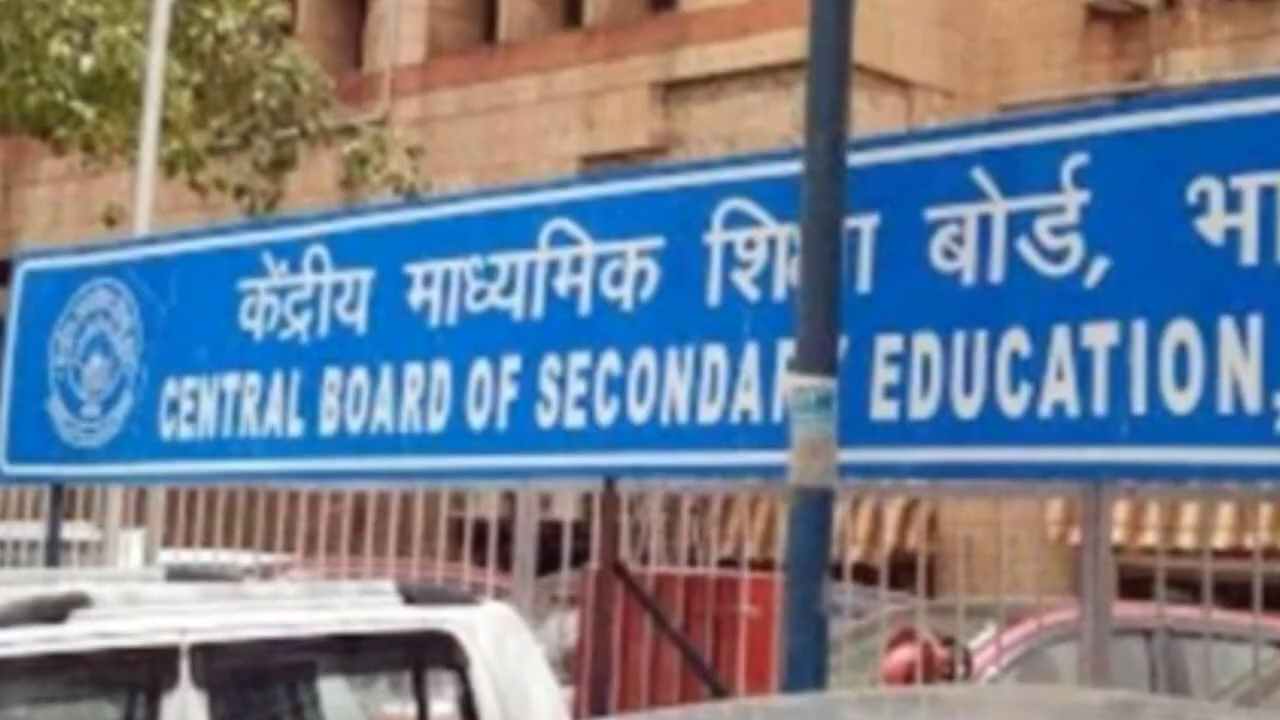 केंद्रीय माध्यमिक शिक्षा बोर्ड, भा
CENTRAL BOARD OF SECONDARY EDUCATION,